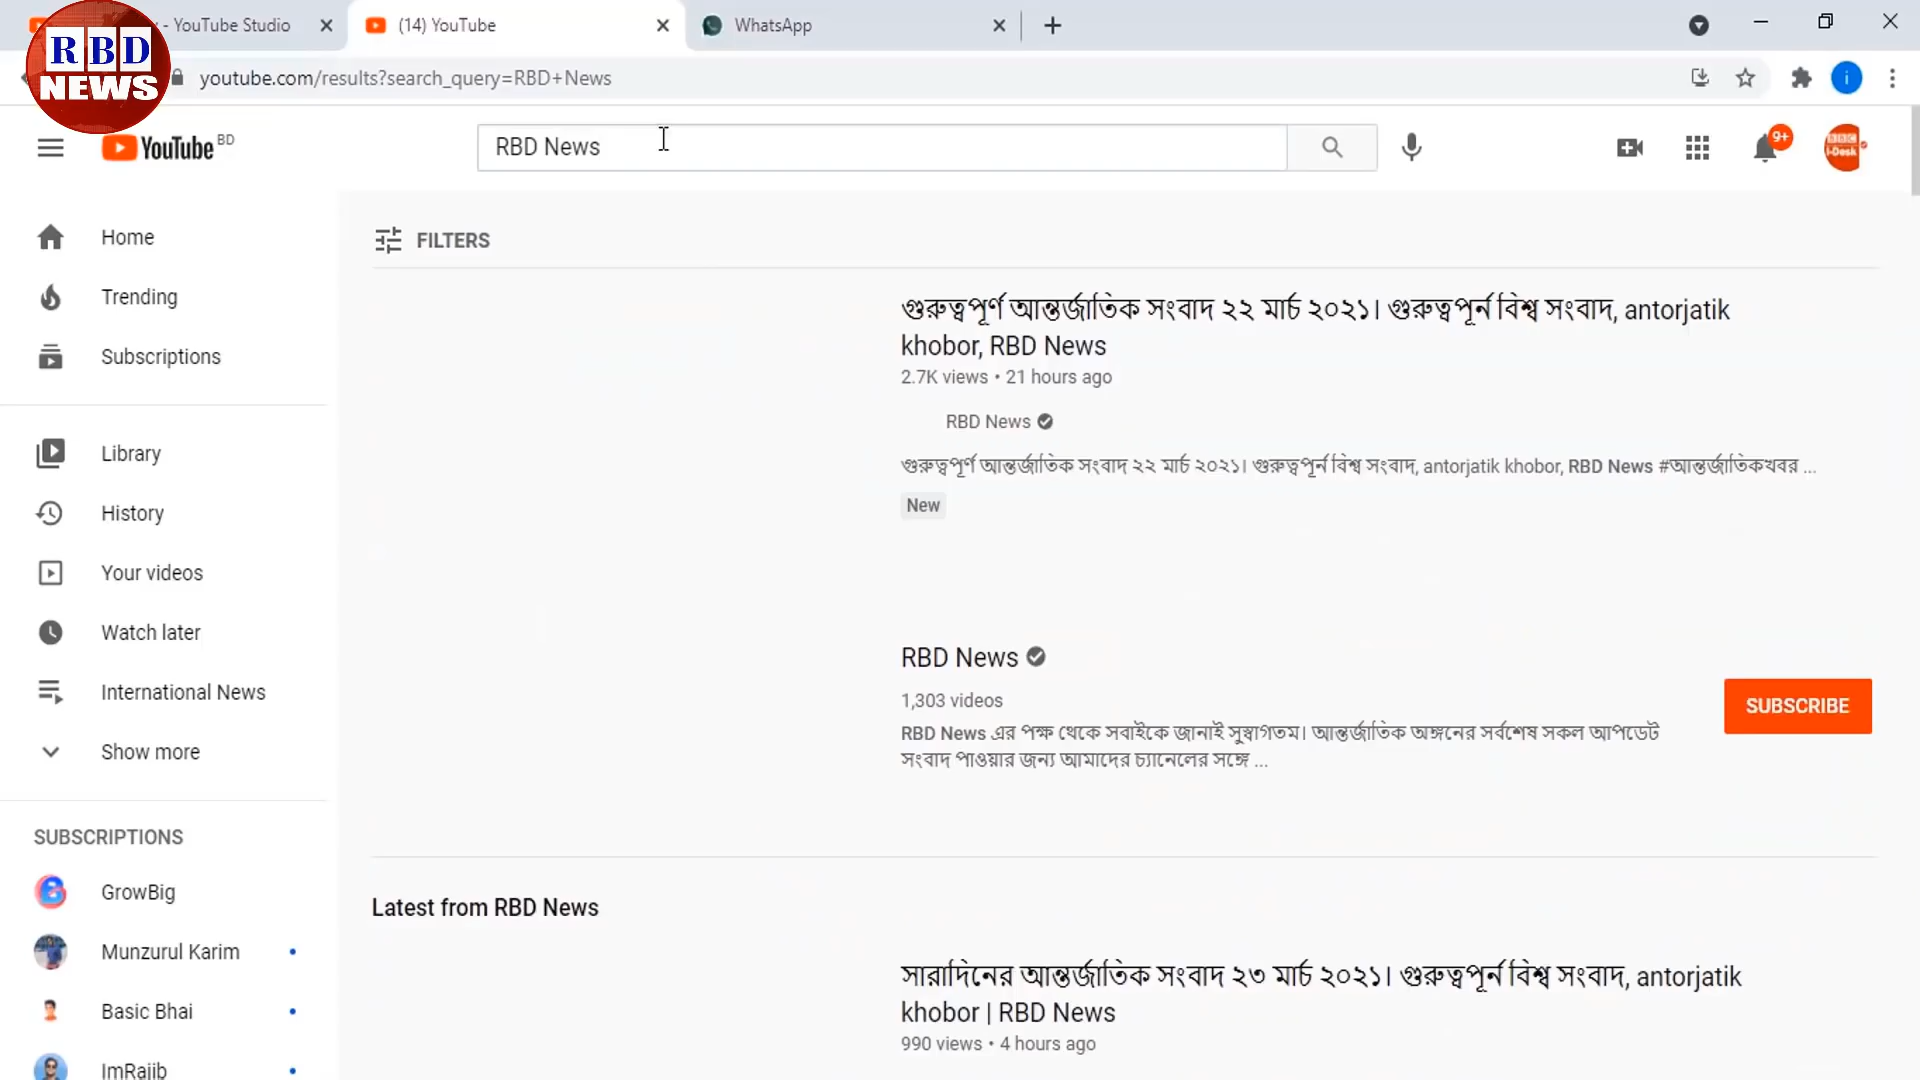 RBD
NEWS
- YouTube Studio
(14) YouTube
WhatsApp
youtube.com/results?search_query=RBD+News
i
YouTube BD
RBD News
9+
i-Desk
Home
Trending
Subscriptions
Library
History
Your videos
Watch later
International News
Show more
SUBSCRIPTIONS
GrowBig
Munzurul Karim
Basic Bhai
ImRajib
FILTERS
গুরুত্বপূর্ণ আন্তর্জাতিক সংবাদ ২২ মার্চ ২০২১। গুরুত্বপূর্ন বিশ্ব সংবাদ, antorjatik
khobor, RBD News
2.7K views • 21 hours ago
RBD News
গুরুত্বপূর্ণ আন্তর্জাতিক সংবাদ ২২ মার্চ ২০২১। গুরুত্বপূর্ন বিশ্ব সংবাদ, antorjatik khobor, RBD News #আন্তর্জাতিকখবর ...
New
RBD News
1,303 videos
RBD News এর পক্ষ থেকে সবাইকে জানাই সুস্বাগতম। আন্তর্জাতিক অঙ্গনের সর্বশেষ সকল আপডেট
সংবাদ পাওয়ার জন্য আমাদের চ্যানেলের সঙ্গে ...
SUBSCRIBE
Latest from RBD News
সারাদিনের আন্তর্জাতিক সংবাদ ২৩ মার্চ ২০২১। গুরুত্বপূর্ন বিশ্ব সংবাদ, antorjatik
khobor | RBD News
990 views • 4 hours ago